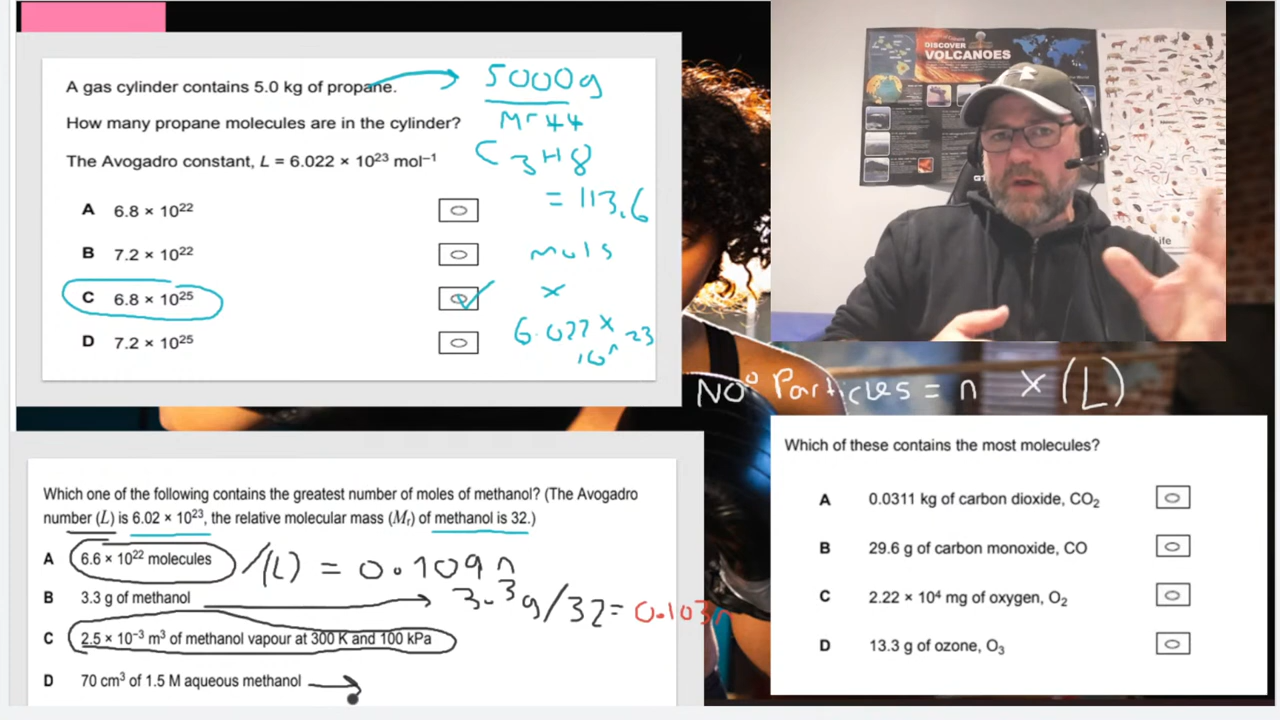 A gas cylinder contains 5.0 kg of propane.
5000g
How many propane molecules are in the cylinder?
Mr 44
The Avogadro constant, L = 6.022 × 10²³ mol⁻¹
C3H8
= 113.6
A 6.8 × 10²²
B 7.2 × 10²²
mols
C 6.8 × 10²⁵
×
D 7.2 × 10²⁵
6.022 ×
10^23
DISCOVER
VOLCANOES
NOº Particles = n × (L)
Which one of the following contains the greatest number of moles of methanol? (The Avogadro
number (L) is 6.02 × 10²³, the relative molecular mass (Mr) of methanol is 32.)
A 6.6 × 10²² molecules /(L) = 0.109n
B 3.3 g of methanol 3.3g/32 = 0.103n
C 2.5 × 10⁻³ m³ of methanol vapour at 300 K and 100 kPa
D 70 cm³ of 1.5 M aqueous methanol
Which of these contains the most molecules?
A 0.0311 kg of carbon dioxide, CO₂
B 29.6 g of carbon monoxide, CO
C 2.22 × 10⁴ mg of oxygen, O₂
D 13.3 g of ozone, O₃